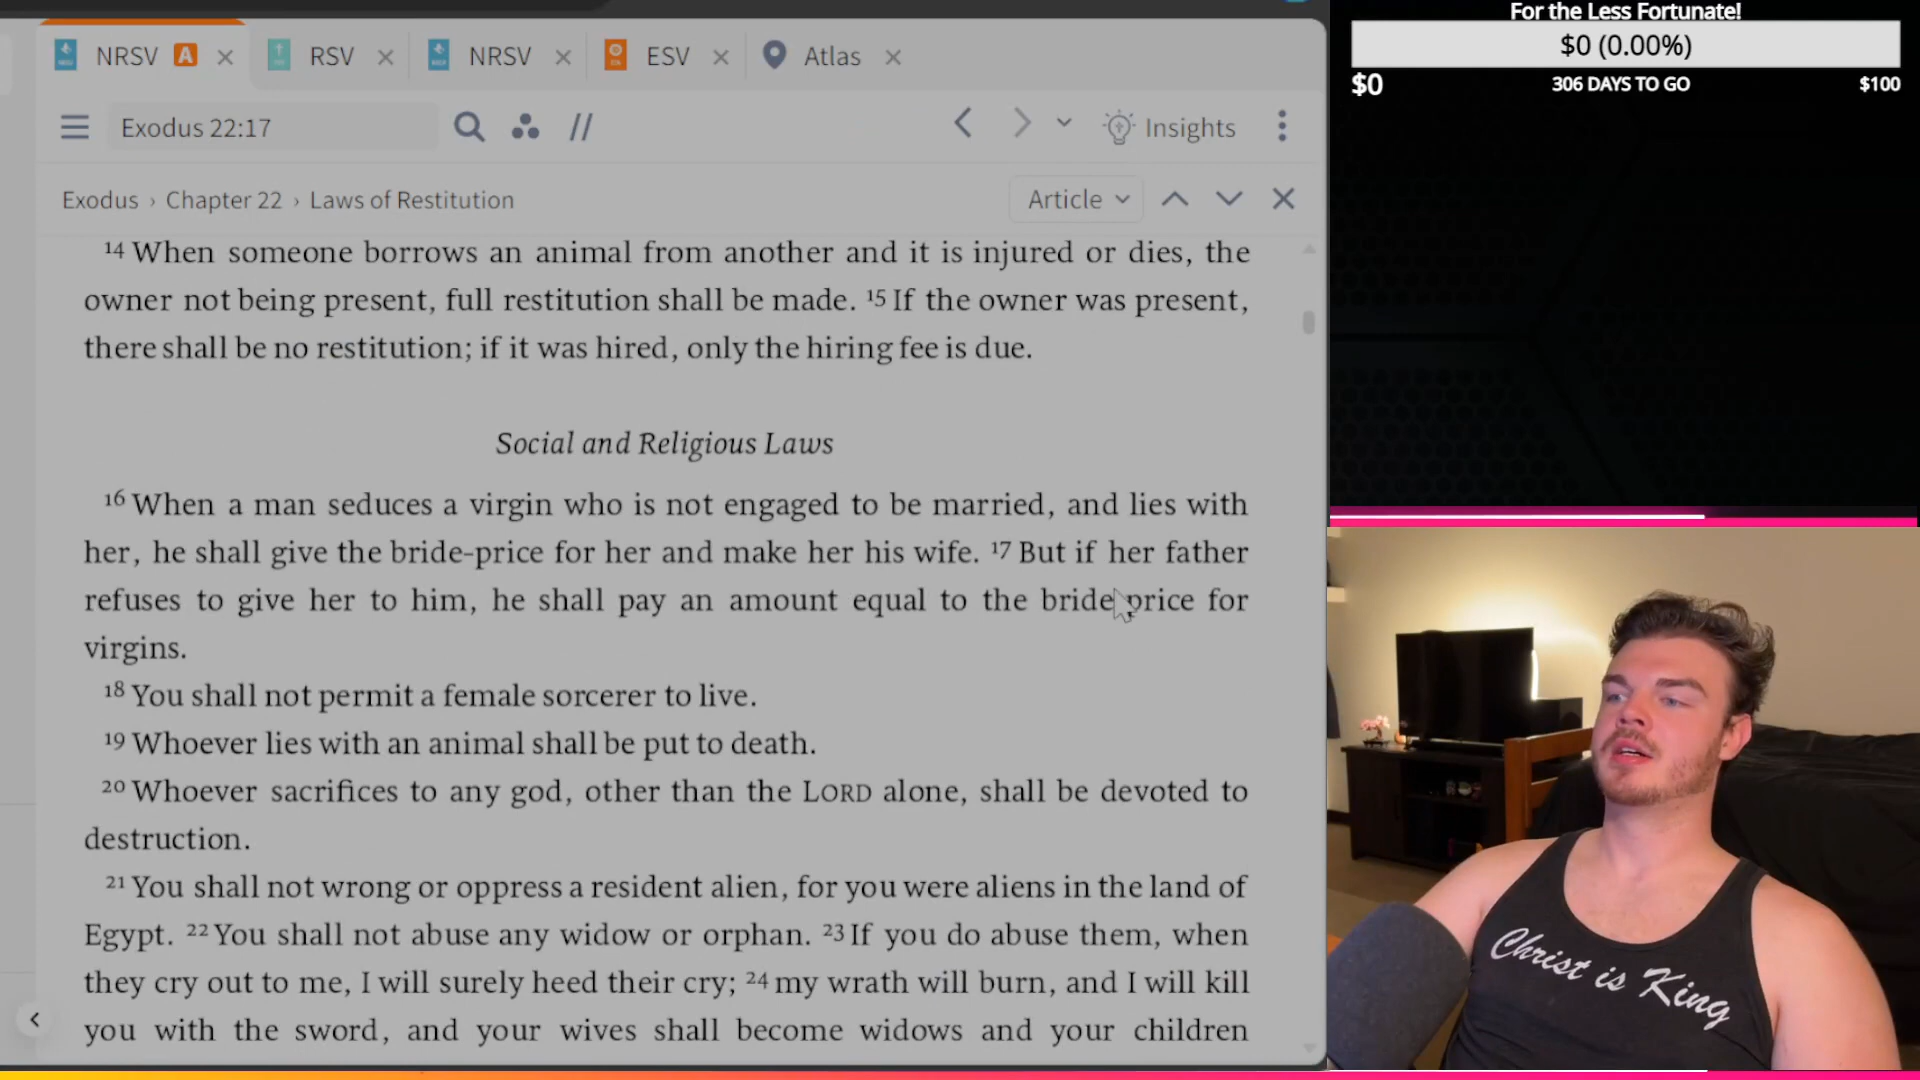 NRSV A
RSV
NRSV
ESV
Atlas
Exodus 22:17
Insights
Exodus › Chapter 22 › Laws of Restitution
Article
14 When someone borrows an animal from another and it is injured or dies, the
owner not being present, full restitution shall be made. 15 If the owner was present,
there shall be no restitution; if it was hired, only the hiring fee is due.
Social and Religious Laws
16 When a man seduces a virgin who is not engaged to be married, and lies with
her, he shall give the bride-price for her and make her his wife. 17 But if her father
refuses to give her to him, he shall pay an amount equal to the bride-price for
virgins.
18 You shall not permit a female sorcerer to live.
19 Whoever lies with an animal shall be put to death.
20 Whoever sacrifices to any god, other than the LORD alone, shall be devoted to
destruction.
21 You shall not wrong or oppress a resident alien, for you were aliens in the land of
Egypt. 22 You shall not abuse any widow or orphan. 23 If you do abuse them, when
they cry out to me, I will surely heed their cry; 24 my wrath will burn, and I will kill
you with the sword, and your wives shall become widows and your children
For the Less Fortunate!
$0 (0.00%)
$0 306 DAYS TO GO $100
Christ is King